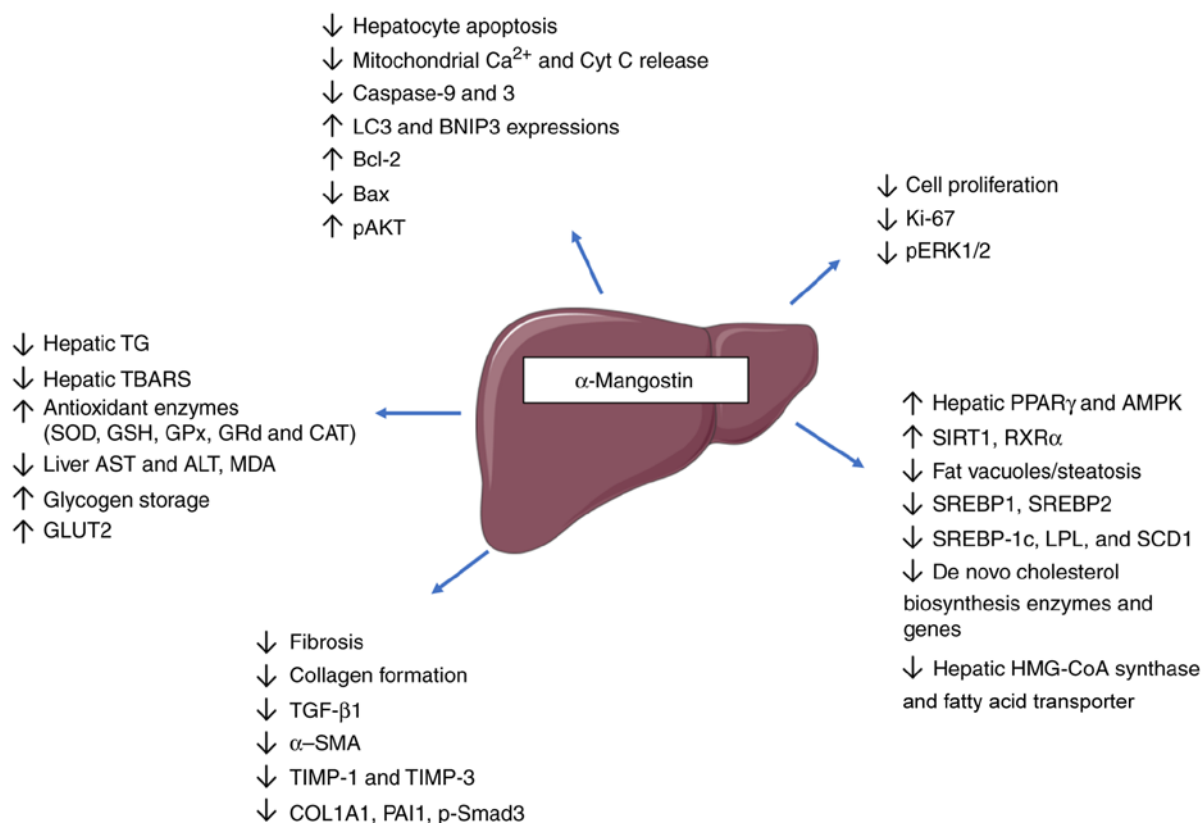 ↓ Hepatocyte apoptosis
↓ Mitochondrial Ca²⁺ and Cyt C release
↓ Caspase-9 and 3
↑ LC3 and BNIP3 expressions
↑ Bcl-2
↓ Bax
↑ pAKT
↓ Cell proliferation
↓ Ki-67
↓ pERK1/2
↓ Hepatic TG
↓ Hepatic TBARS
↑ Antioxidant enzymes
(SOD, GSH, GPx, GRd and CAT)
↓ Liver AST and ALT, MDA
↑ Glycogen storage
↑ GLUT2
α-Mangostin
↑ Hepatic PPARγ and AMPK
↑ SIRT1, RXRα
↓ Fat vacuoles/steatosis
↓ SREBP1, SREBP2
↓ SREBP-1c, LPL, and SCD1
↓ De novo cholesterol
biosynthesis enzymes and
genes
↓ Hepatic HMG-CoA synthase
and fatty acid transporter
↓ Fibrosis
↓ Collagen formation
↓ TGF-β1
↓ α–SMA
↓ TIMP-1 and TIMP-3
↓ COL1A1, PAI1, p-Smad3